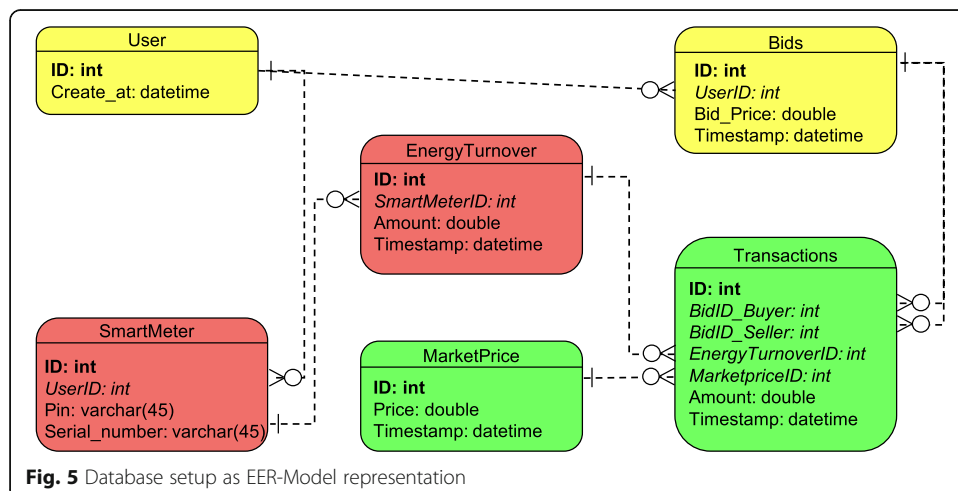 User
ID: int
Create_at: datetime
Bids
ID: int
UserID: int
Bid_Price: double
Timestamp: datetime
EnergyTurnover
ID: int
SmartMeterID: int
Amount: double
Timestamp: datetime
Transactions
ID: int
BidID_Buyer: int
BidID_Seller: int
EnergyTurnoverID: int
MarketpriceID: int
Amount: double
Timestamp: datetime
SmartMeter
ID: int
UserID: int
Pin: varchar(45)
Serial_number: varchar(45)
MarketPrice
ID: int
Price: double
Timestamp: datetime
Fig. 5 Database setup as EER-Model representation